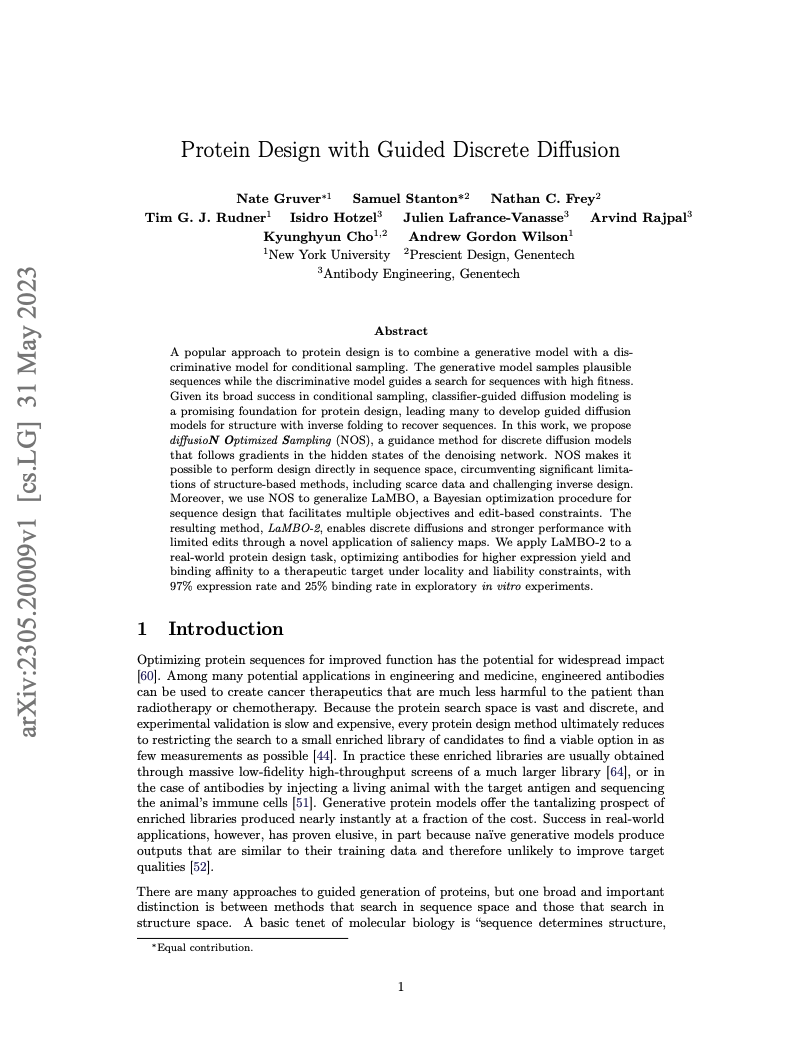 Protein Design with Guided Discrete Diffusion
Nate Gruver*1 Samuel Stanton*2 Nathan C. Frey2
Tim G. J. Rudner1 Isidro Hotzel3 Julien Lafrance-Vanasse3 Arvind Rajpal3
Kyunghyun Cho1,2 Andrew Gordon Wilson1
1New York University 2Prescient Design, Genentech
3Antibody Engineering, Genentech
Abstract
A popular approach to protein design is to combine a generative model with a dis-
criminative model for conditional sampling. The generative model samples plausible
sequences while the discriminative model guides a search for sequences with high fitness.
Given its broad success in conditional sampling, classifier-guided diffusion modeling is
a promising foundation for protein design, leading many to develop guided diffusion
models for structure with inverse folding to recover sequences. In this work, we propose
diffusioN Optimized Sampling (NOS), a guidance method for discrete diffusion models
that follows gradients in the hidden states of the denoising network. NOS makes it
possible to perform design directly in sequence space, circumventing significant limita-
tions of structure-based methods, including scarce data and challenging inverse design.
Moreover, we use NOS to generalize LaMBO, a Bayesian optimization procedure for
sequence design that facilitates multiple objectives and edit-based constraints. The
resulting method, LaMBO-2, enables discrete diffusions and stronger performance with
limited edits through a novel application of saliency maps. We apply LaMBO-2 to a
real-world protein design task, optimizing antibodies for higher expression yield and
binding affinity to a therapeutic target under locality and liability constraints, with
97% expression rate and 25% binding rate in exploratory in vitro experiments.
1 Introduction
Optimizing protein sequences for improved function has the potential for widespread impact
[60]. Among many potential applications in engineering and medicine, engineered antibodies
can be used to create cancer therapeutics that are much less harmful to the patient than
radiotherapy or chemotherapy. Because the protein search space is vast and discrete, and
experimental validation is slow and expensive, every protein design method ultimately reduces
to restricting the search to a small enriched library of candidates to find a viable option in as
few measurements as possible [44]. In practice these enriched libraries are usually obtained
through massive low-fidelity high-throughput screens of a much larger library [64], or in
the case of antibodies by injecting a living animal with the target antigen and sequencing
the animal's immune cells [51]. Generative protein models offer the tantalizing prospect of
enriched libraries produced nearly instantly at a fraction of the cost. Success in real-world
applications, however, has proven elusive, in part because naïve generative models produce
outputs that are similar to their training data and therefore unlikely to improve target
qualities [52].
There are many approaches to guided generation of proteins, but one broad and important
distinction is between methods that search in sequence space and those that search in
structure space. A basic tenet of molecular biology is “sequence determines structure,
*Equal contribution.
1
arXiv:2305.20009v1 [cs.LG] 31 May 2023